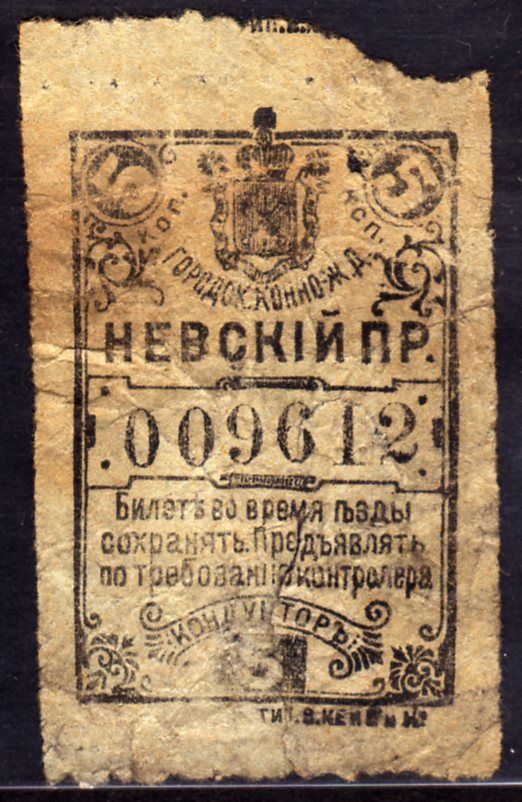 5 5
КОП. КОП.
ГОРОДСК. КОННО-Ж.Д.
НЕВСКІЙ ПР.
009612
Билетъ во время ѣзды
сохранять. Предъявлять
по требованію контролера
КОНДУКТОРЪ
5